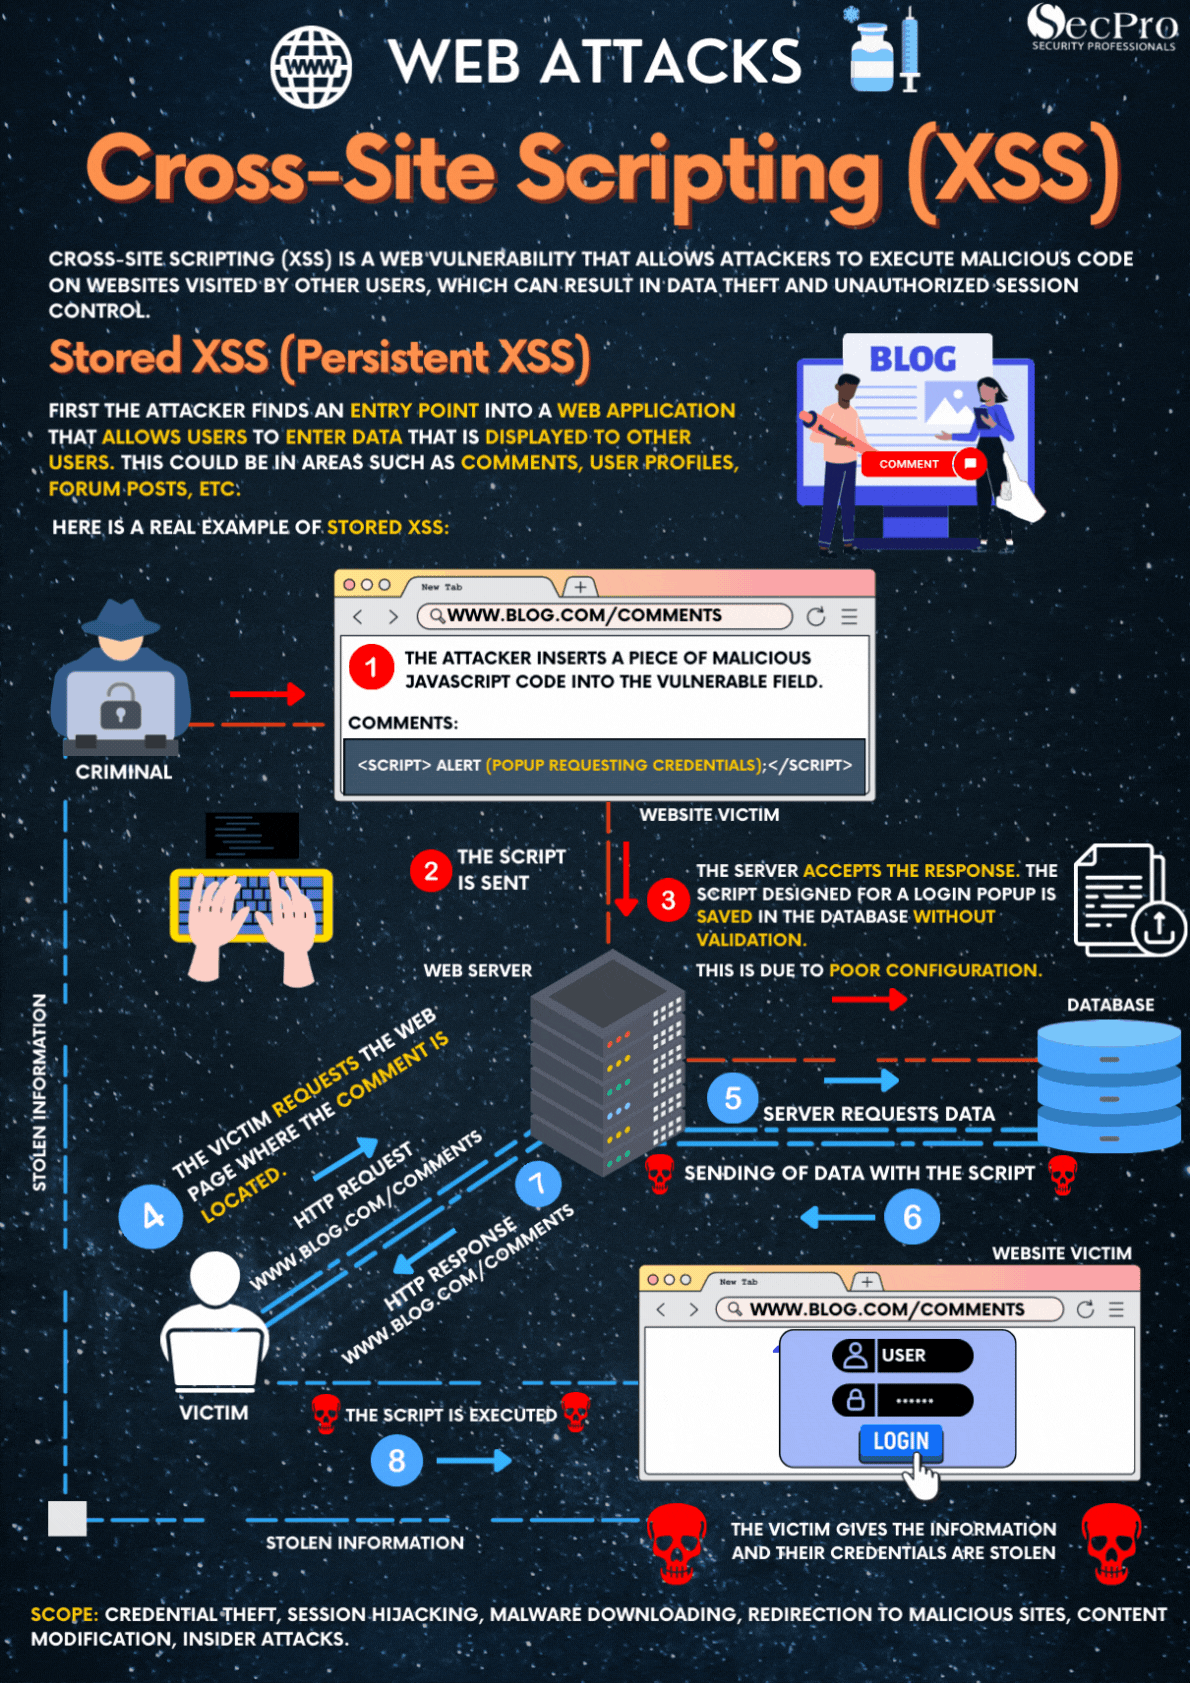 SecPro
SECURITY PROFESSIONALS
WWW
WEB ATTACKS
Cross-Site Scripting (XSS)
CROSS-SITE SCRIPTING (XSS) IS A WEB VULNERABILITY THAT ALLOWS ATTACKERS TO EXECUTE MALICIOUS CODE
ON WEBSITES VISITED BY OTHER USERS, WHICH CAN RESULT IN DATA THEFT AND UNAUTHORIZED SESSION
CONTROL.
Stored XSS (Persistent XSS)
FIRST THE ATTACKER FINDS AN ENTRY POINT INTO A WEB APPLICATION
THAT ALLOWS USERS TO ENTER DATA THAT IS DISPLAYED TO OTHER
USERS. THIS COULD BE IN AREAS SUCH AS COMMENTS, USER PROFILES,
FORUM POSTS, ETC.
HERE IS A REAL EXAMPLE OF STORED XSS:
BLOG
COMMENT
New Tab
WWW.BLOG.COM/COMMENTS
1
THE ATTACKER INSERTS A PIECE OF MALICIOUS
JAVASCRIPT CODE INTO THE VULNERABLE FIELD.
COMMENTS:
<SCRIPT> ALERT (POPUP REQUESTING CREDENTIALS);</SCRIPT>
CRIMINAL
WEBSITE VICTIM
2
THE SCRIPT
IS SENT
3
THE SERVER ACCEPTS THE RESPONSE. THE
SCRIPT DESIGNED FOR A LOGIN POPUP IS
SAVED IN THE DATABASE WITHOUT
VALIDATION.
THIS IS DUE TO POOR CONFIGURATION.
WEB SERVER
DATABASE
STOLEN INFORMATION
4
THE VICTIM REQUESTS THE WEB
PAGE WHERE THE COMMENT IS
LOCATED.
HTTP REQUEST
WWW.BLOG.COM/COMMENTS
5
SERVER REQUESTS DATA
SENDING OF DATA WITH THE SCRIPT
6
7
HTTP RESPONSE
WWW.BLOG.COM/COMMENTS
VICTIM
WEBSITE VICTIM
New Tab
WWW.BLOG.COM/COMMENTS
USER
••••••
LOGIN
THE SCRIPT IS EXECUTED
8
STOLEN INFORMATION
THE VICTIM GIVES THE INFORMATION
AND THEIR CREDENTIALS ARE STOLEN
SCOPE: CREDENTIAL THEFT, SESSION HIJACKING, MALWARE DOWNLOADING, REDIRECTION TO MALICIOUS SITES, CONTENT
MODIFICATION, INSIDER ATTACKS.